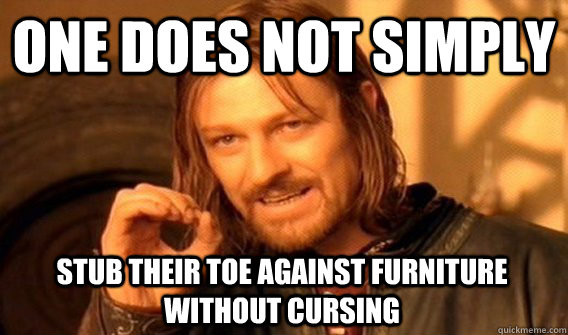 ONE DOES NOT SIMPLY
STUB THEIR TOE AGAINST FURNITURE
WITHOUT CURSING
quickmeme.com